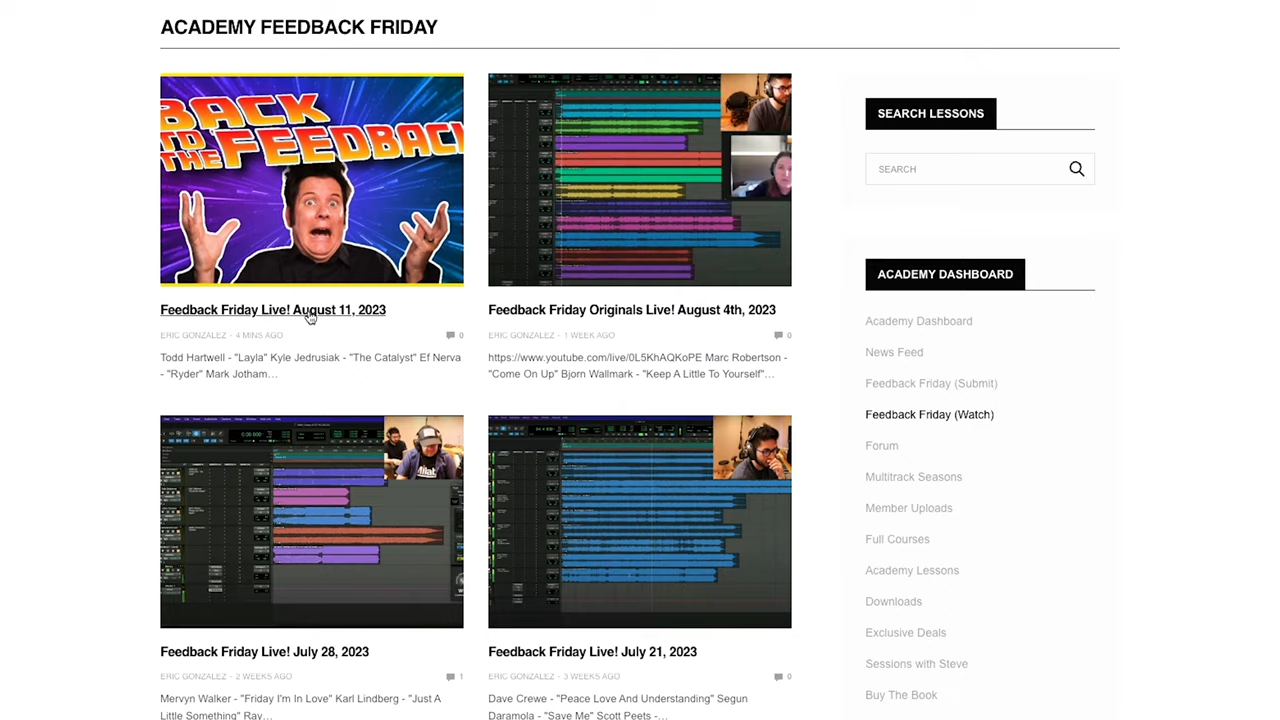 ACADEMY FEEDBACK FRIDAY
BACK
TO
THE FEEDBACK
Feedback Friday Live! August 11, 2023
ERIC GONZALEZ - 4 MINS AGO
0
Todd Hartwell - "Layla" Kyle Jedrusiak - "The Catalyst" Ef Nerva
- "Ryder" Mark Jotham…
Feedback Friday Originals Live! August 4th, 2023
ERIC GONZALEZ - 1 WEEK AGO
0
https://www.youtube.com/live/0L5KhAQKoPE Marc Robertson -
"Come On Up" Bjorn Wallmark - "Keep A Little To Yourself"…
Feedback Friday Live! July 28, 2023
ERIC GONZALEZ - 2 WEEKS AGO
1
Mervyn Walker - "Friday I'm In Love" Karl Lindberg - "Just A
Little Something" Ray…
Feedback Friday Live! July 21, 2023
ERIC GONZALEZ - 3 WEEKS AGO
0
Dave Crewe - "Peace Love And Understanding" Segun
Daramola - "Save Me" Scott Peets -…
SEARCH LESSONS
SEARCH
ACADEMY DASHBOARD
Academy Dashboard
News Feed
Feedback Friday (Submit)
Feedback Friday (Watch)
Forum
Multitrack Seasons
Member Uploads
Full Courses
Academy Lessons
Downloads
Exclusive Deals
Sessions with Steve
Buy The Book